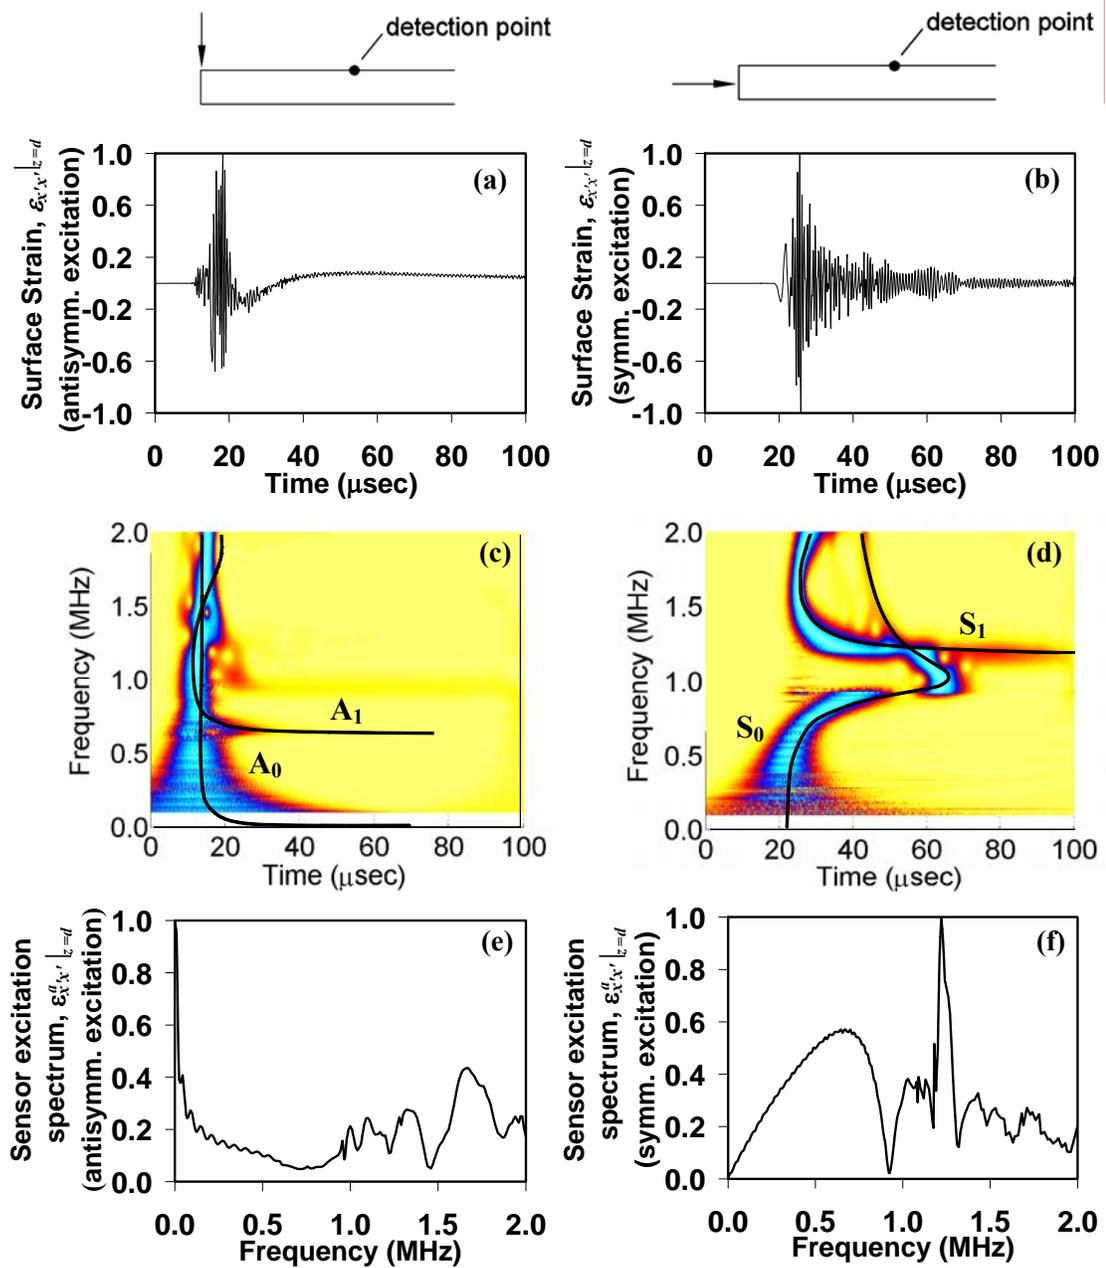 detection point
detection point
Surface Strain, εx'x'|z=d
(antisymm. excitation)
1.0
0.6
0.2
-0.2
-0.6
-1.0
(a)
0 20 40 60 80 100
Time (μsec)
Surface Strain, εx'x'|z=d
(symm. excitation)
1.0
0.6
0.2
-0.2
-0.6
-1.0
(b)
0 20 40 60 80 100
Time (μsec)
Frequency (MHz)
2.0
1.5
1.0
0.5
0.0
(c)
A1
A0
0 20 40 60 80 100
Time (μsec)
Frequency (MHz)
2.0
1.5
1.0
0.5
0.0
(d)
S1
S0
0 20 40 60 80 100
Time (μsec)
Sensor excitation
spectrum, εᵃx'x'|z=d
(antisymm. excitation)
1.0
0.8
0.6
0.4
0.2
0.0
(e)
0.0 0.5 1.0 1.5 2.0
Frequency (MHz)
Sensor excitation
spectrum, εᵃx'x'|z=d
(symm. excitation)
1.0
0.8
0.6
0.4
0.2
0.0
(f)
0.0 0.5 1.0 1.5 2.0
Frequency (MHz)